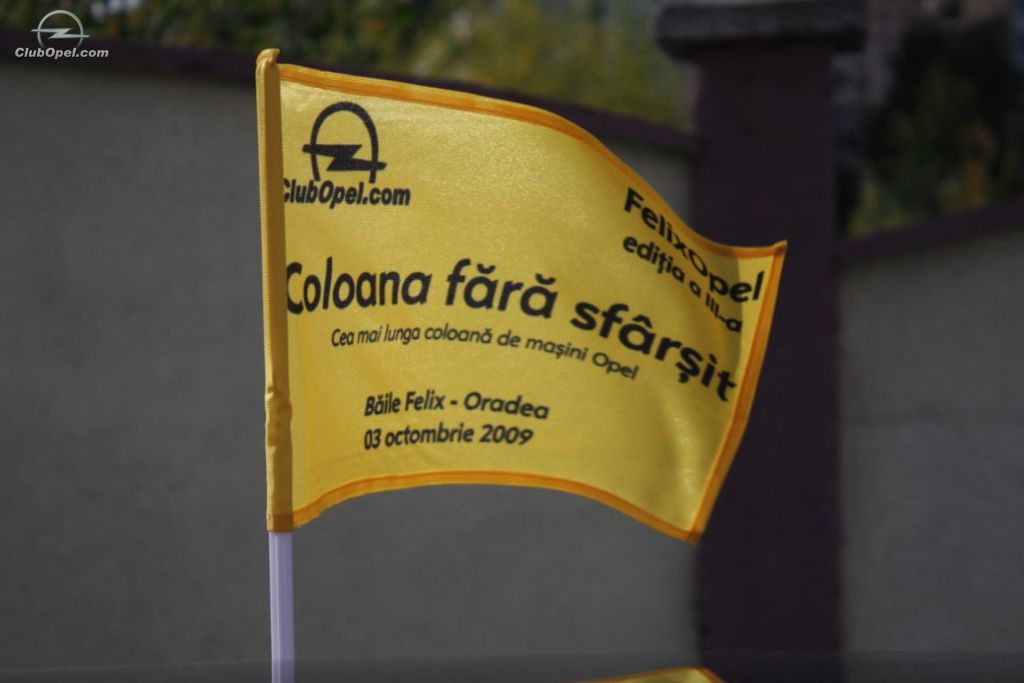 ClubOpel.com
ClubOpel.com
FelixOpel
ediția a III-a
Coloana fără sfârșit
Cea mai lunga coloană de mașini Opel
Băile Felix - Oradea
03 octombrie 2009